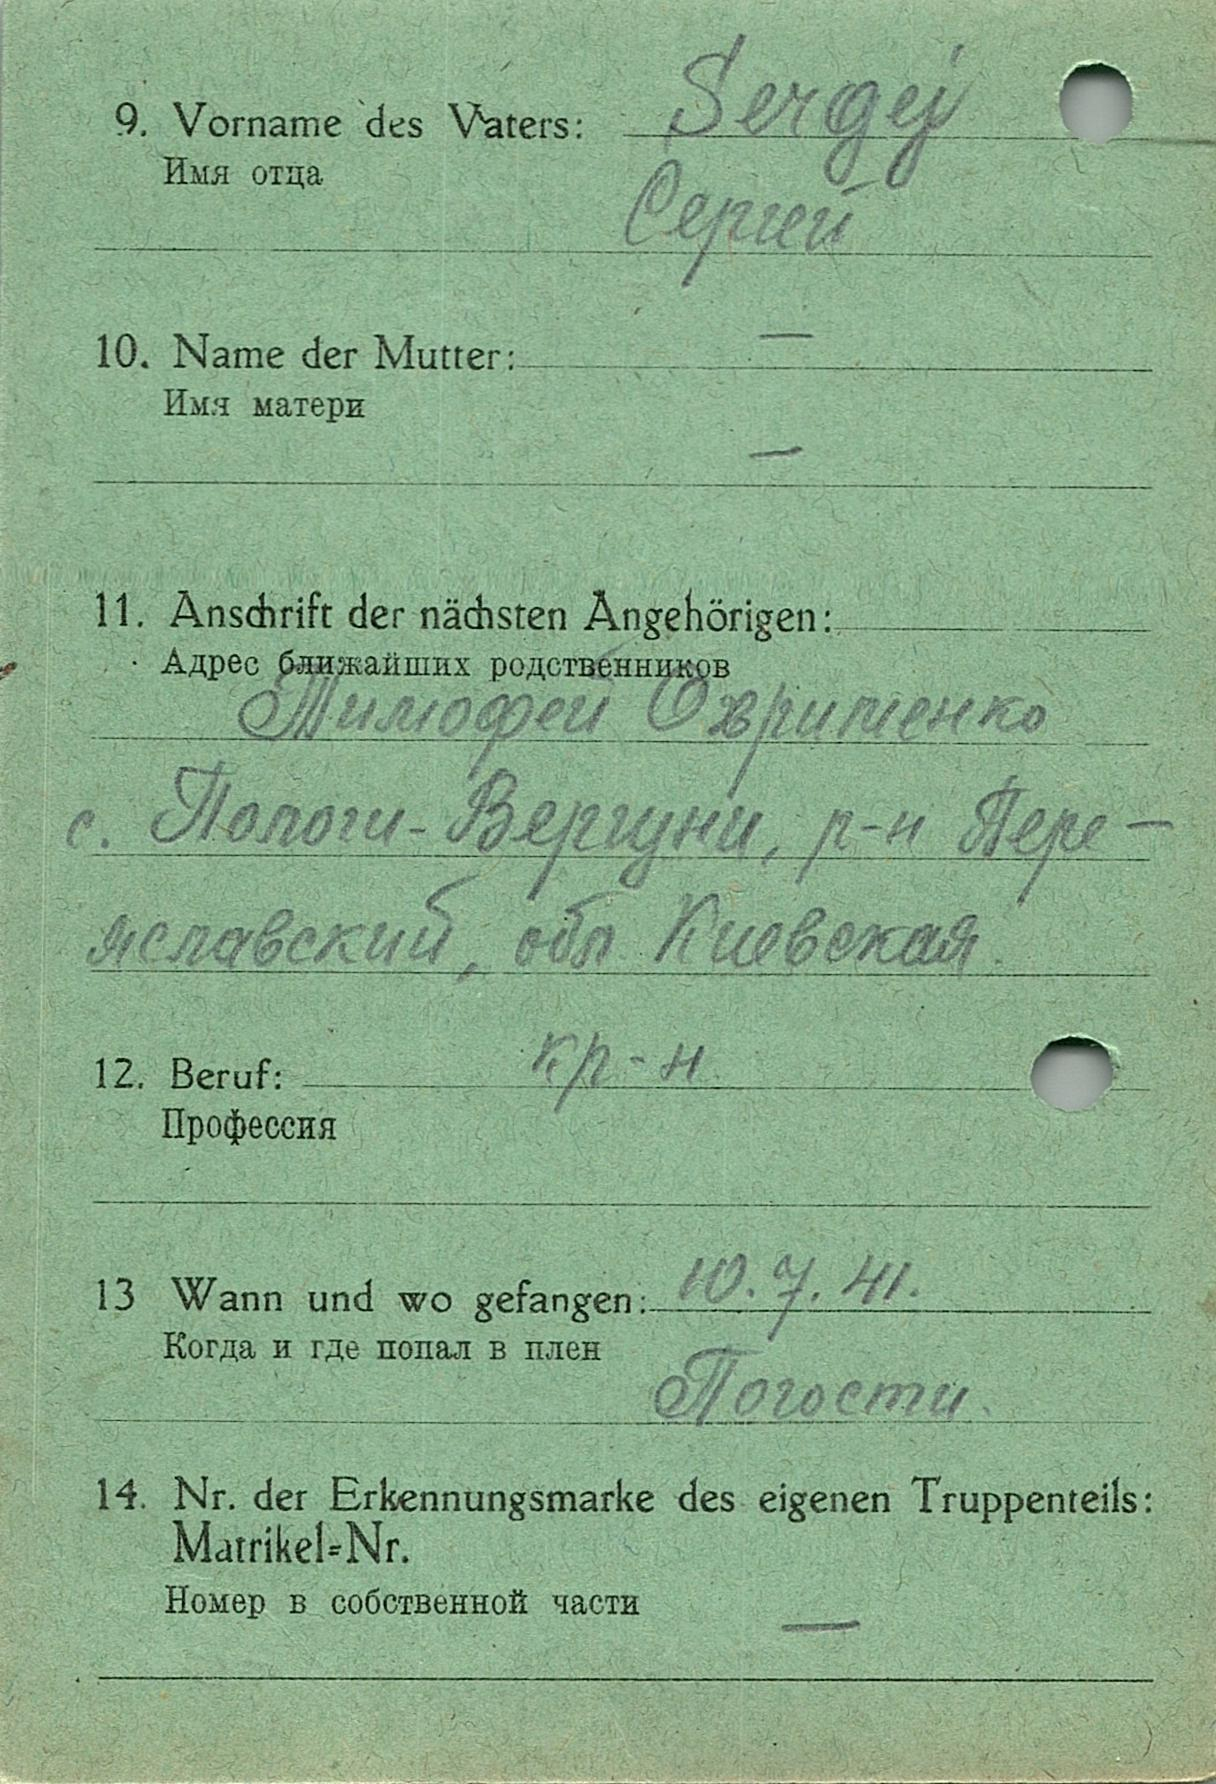 9. Vorname des Vaters: Sergej
Имя отца
Сергей
10. Name der Mutter: —
Имя матери
—
11. Anschrift der nächsten Angehörigen:
Адрес ближайших родственников
Тимофей Охрименко
с. Пологи-Вергуни, р-н Пере-
яславский, обл. Киевская.
12. Beruf: кр-н
Профессия
13 Wann und wo gefangen: 10.7.41.
Когда и где попал в плен
Погости.
14. Nr. der Erkennungsmarke des eigenen Truppenteils:
Matrikel=Nr.
Номер в собственной части
—